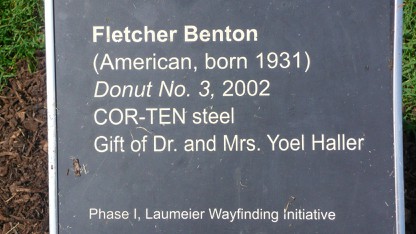 Fletcher Benton
(American, born 1931)
Donut No. 3, 2002
COR-TEN steel
Gift of Dr. and Mrs. Yoel Haller
Phase I, Laumeier Wayfinding Initiative